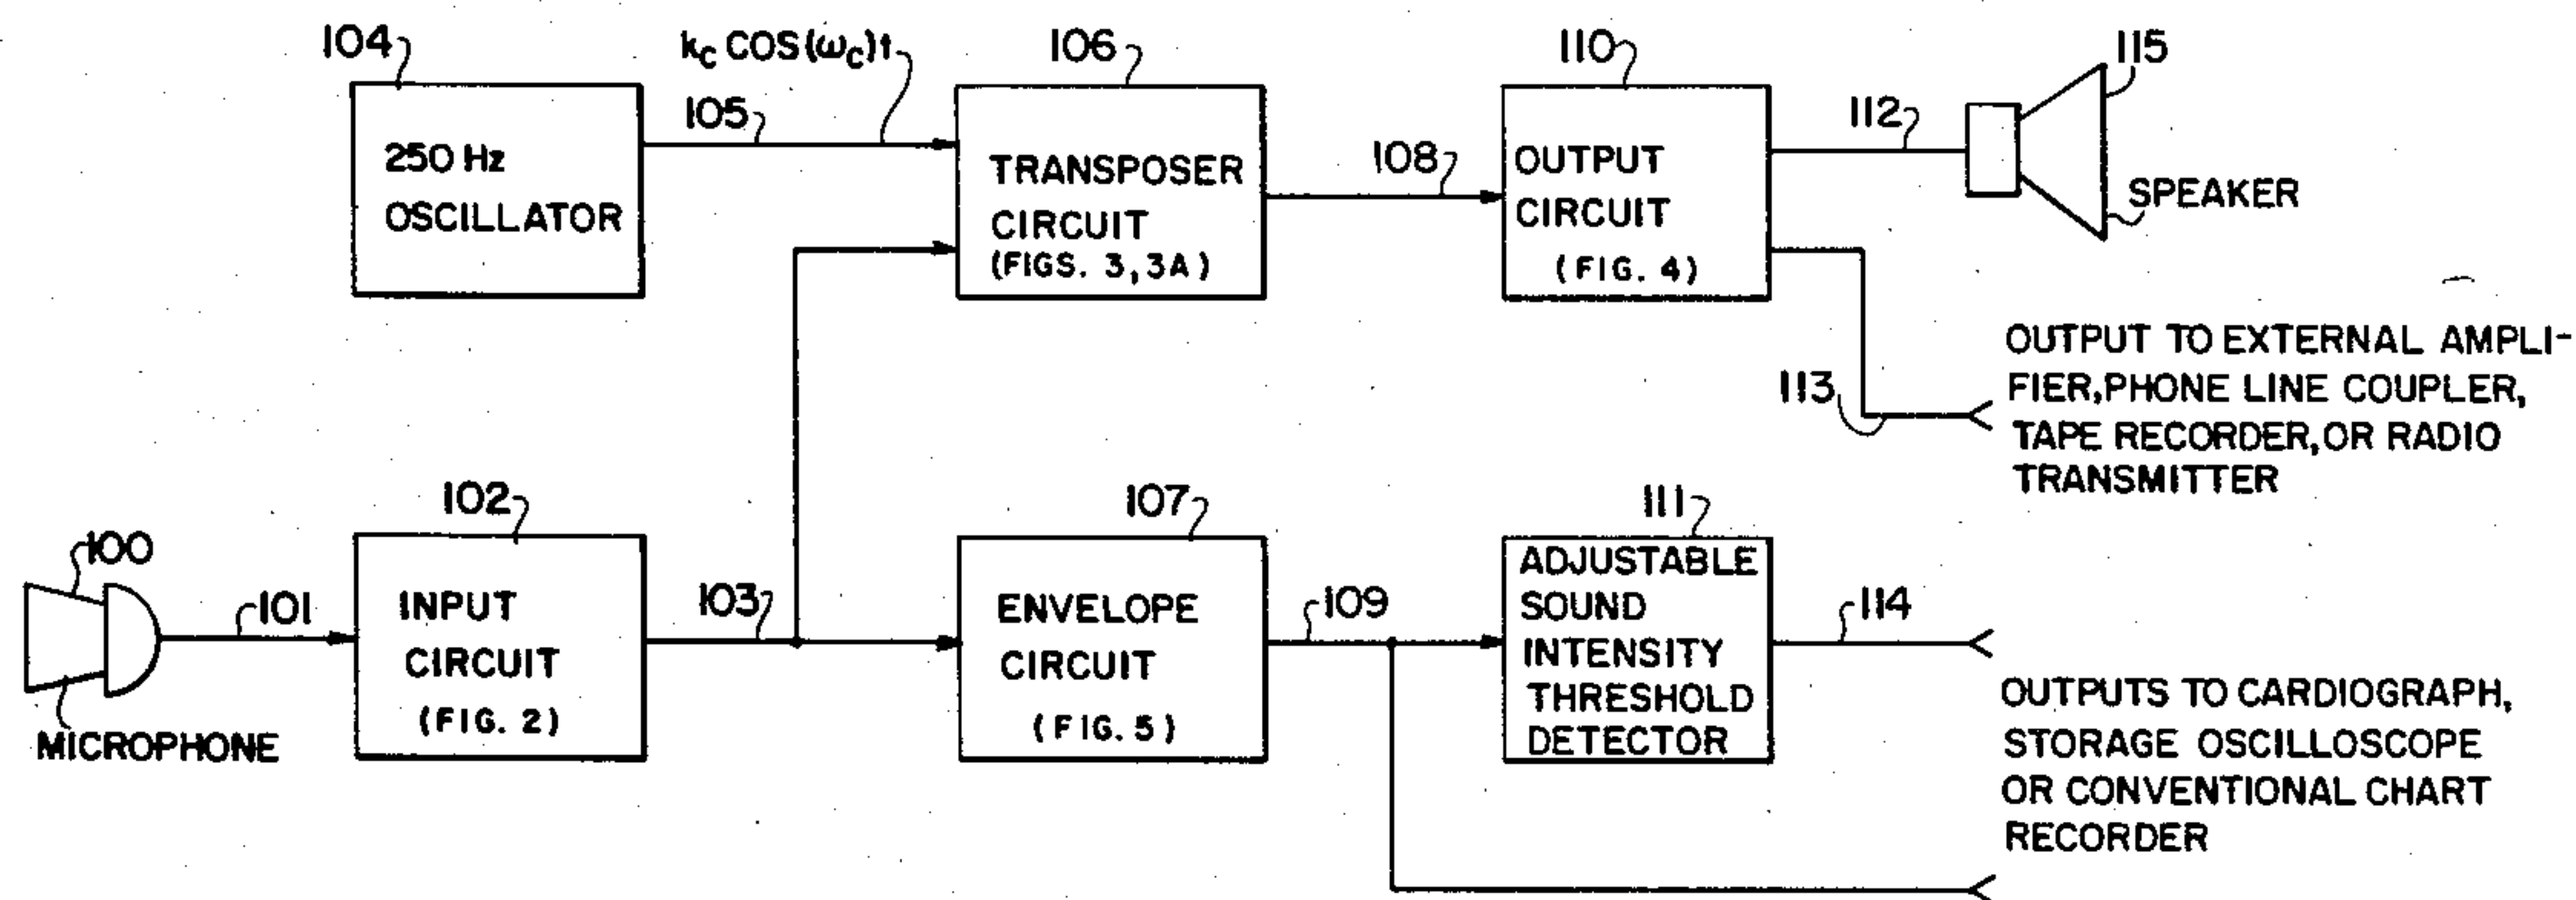 104
k_C COS(ω_C)t
106
110
115
105
112
250 Hz
OSCILLATOR
TRANSPOSER
CIRCUIT
(FIGS. 3,3A)
108
OUTPUT
CIRCUIT
(FIG. 4)
SPEAKER
113
OUTPUT TO EXTERNAL AMPLI-
FIER, PHONE LINE COUPLER,
TAPE RECORDER, OR RADIO
TRANSMITTER
100
MICROPHONE
101
102
INPUT
CIRCUIT
(FIG. 2)
103
107
ENVELOPE
CIRCUIT
(FIG. 5)
109
111
ADJUSTABLE
SOUND
INTENSITY
THRESHOLD
DETECTOR
114
OUTPUTS TO CARDIOGRAPH,
STORAGE OSCILLOSCOPE
OR CONVENTIONAL CHART
RECORDER